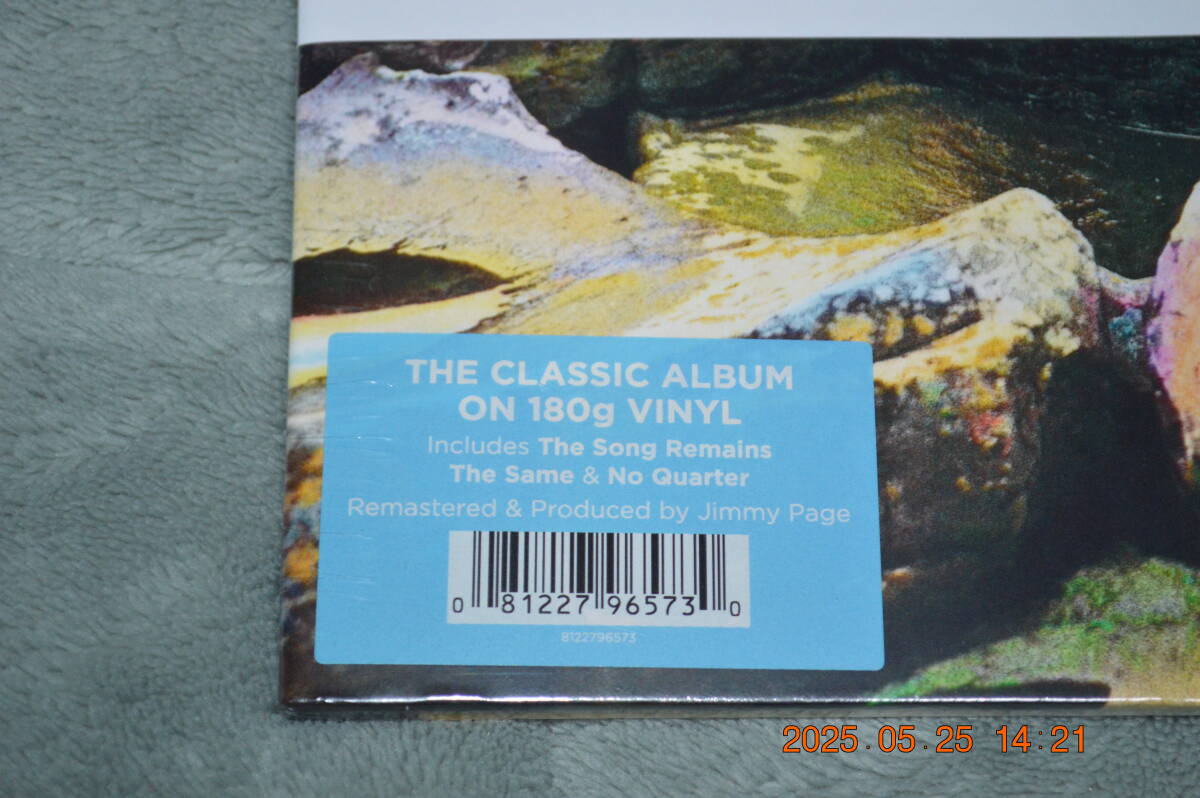 THE CLASSIC ALBUM
ON 180g VINYL
Includes The Song Remains
The Same & No Quarter
Remastered & Produced by Jimmy Page
0 81227 96573 0
8122796573
2025.05.25 14:21